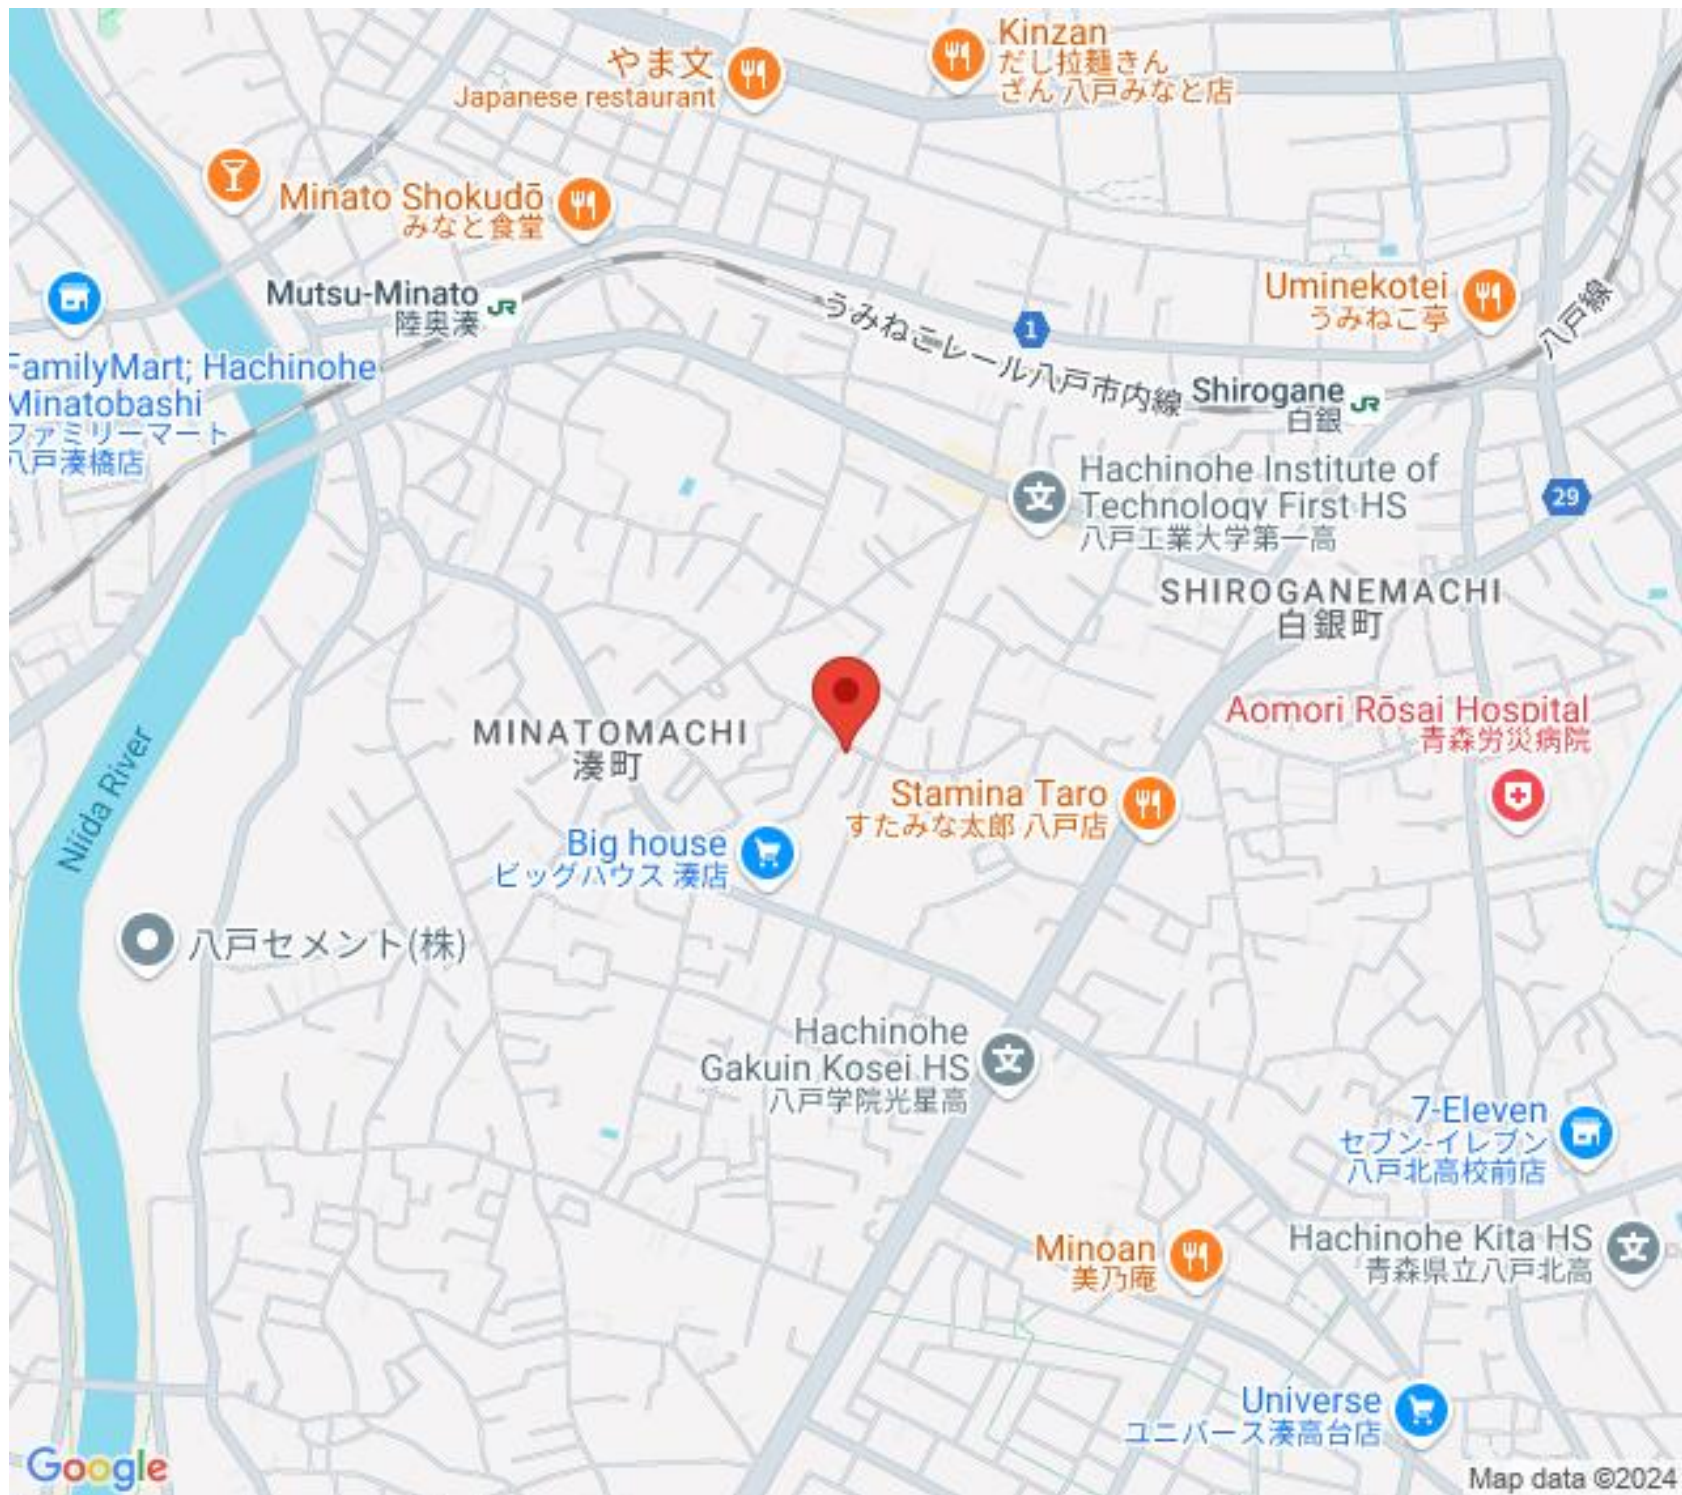 Kinzan
だし拉麺きん
ざん 八戸みなと店
やま文
Japanese restaurant
Minato Shokudō
みなと食堂
Mutsu-Minato
陸奥湊
JR
Uminekotei
うみねこ亭
1
八戸線
うみねこレール八戸市内線
FamilyMart; Hachinohe
Minatobashi
ファミリーマート
八戸湊橋店
Shirogane
白銀
JR
Hachinohe Institute of
Technology First HS
八戸工業大学第一高
29
SHIROGANEMACHI
白銀町
Aomori Rōsai Hospital
青森労災病院
MINATOMACHI
湊町
Niida River
Stamina Taro
すたみな太郎 八戸店
Big house
ビッグハウス 湊店
八戸セメント(株)
Hachinohe
Gakuin Kosei HS
八戸学院光星高
7-Eleven
セブン-イレブン
八戸北高校前店
Minoan
美乃庵
Hachinohe Kita HS
青森県立八戸北高
Universe
ユニバース湊高台店
Google
Map data ©2024